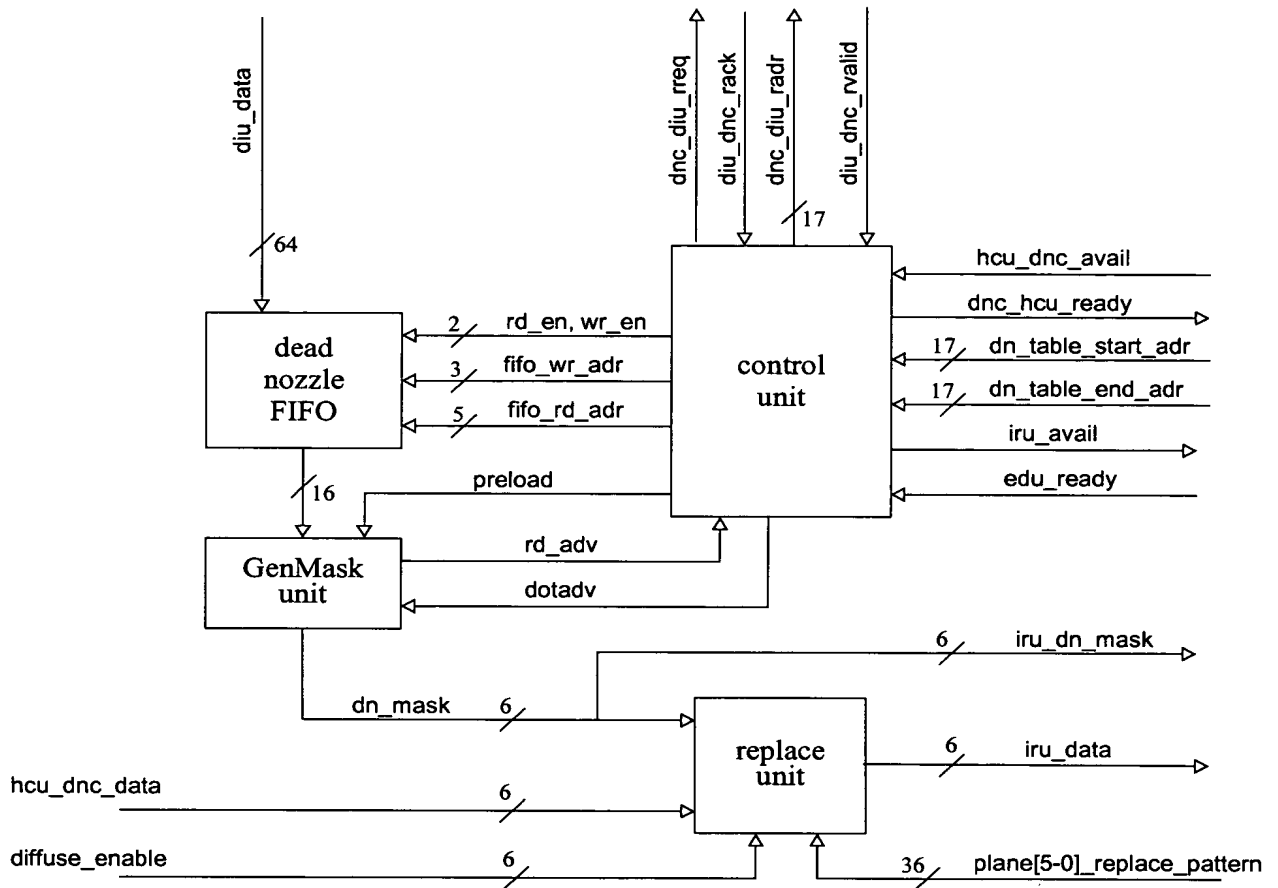 diu_data
dnc_diu_rreq
diu_dnc_rack
dnc_diu_radr
diu_dnc_rvalid
17
64
hcu_dnc_avail
dnc_hcu_ready
dead
nozzle
FIFO
2
rd_en, wr_en
3
fifo_wr_adr
5
fifo_rd_adr
control
unit
17
dn_table_start_adr
17
dn_table_end_adr
iru_avail
edu_ready
16
preload
GenMask
unit
rd_adv
dotadv
6
iru_dn_mask
dn_mask
6
replace
unit
6
iru_data
hcu_dnc_data
6
diffuse_enable
6
36
plane[5-0]_replace_pattern